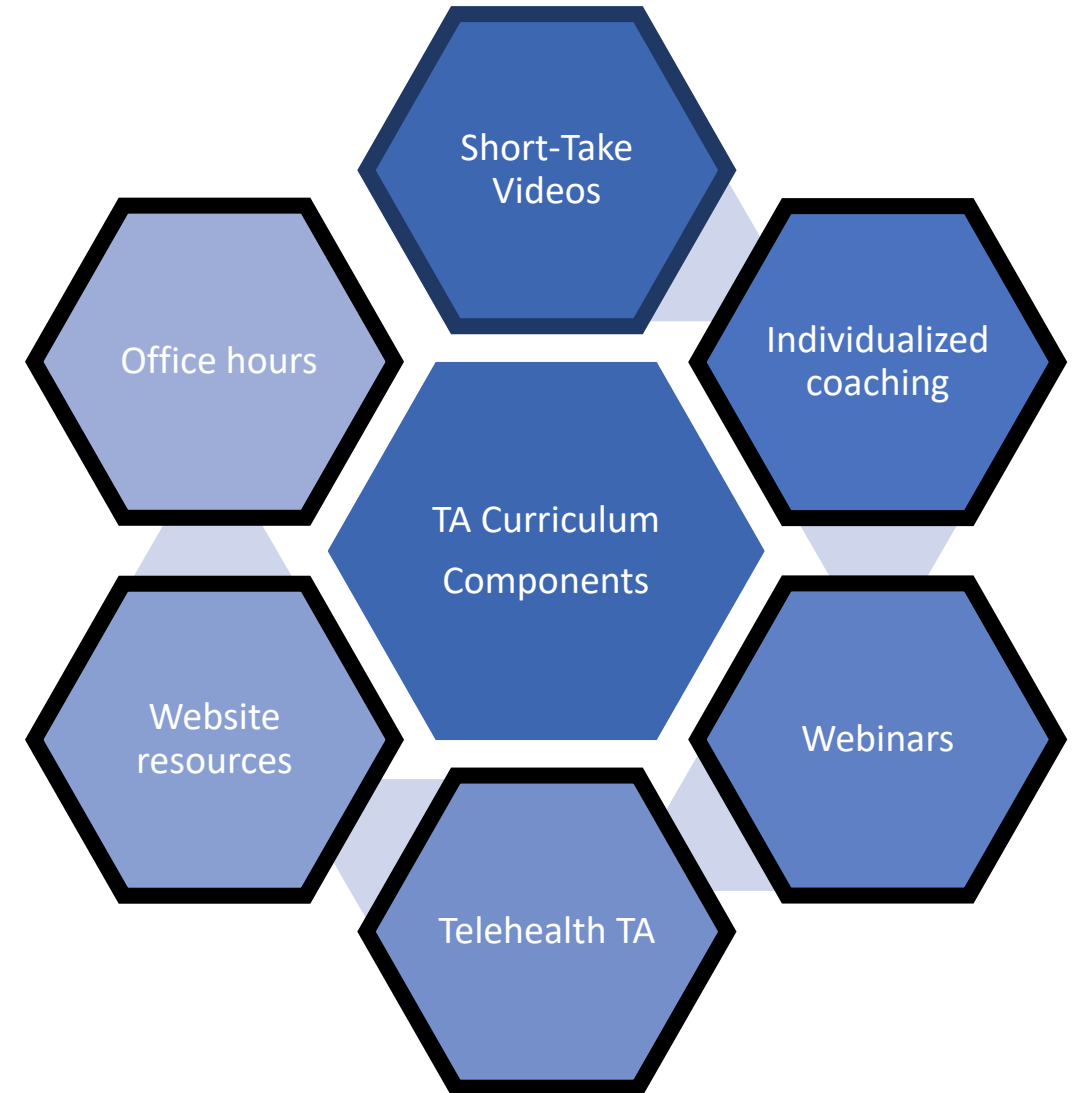 Short-Take
Videos
Individualized
coaching
Webinars
Telehealth TA
Website
resources
Office hours
TA Curriculum
Components